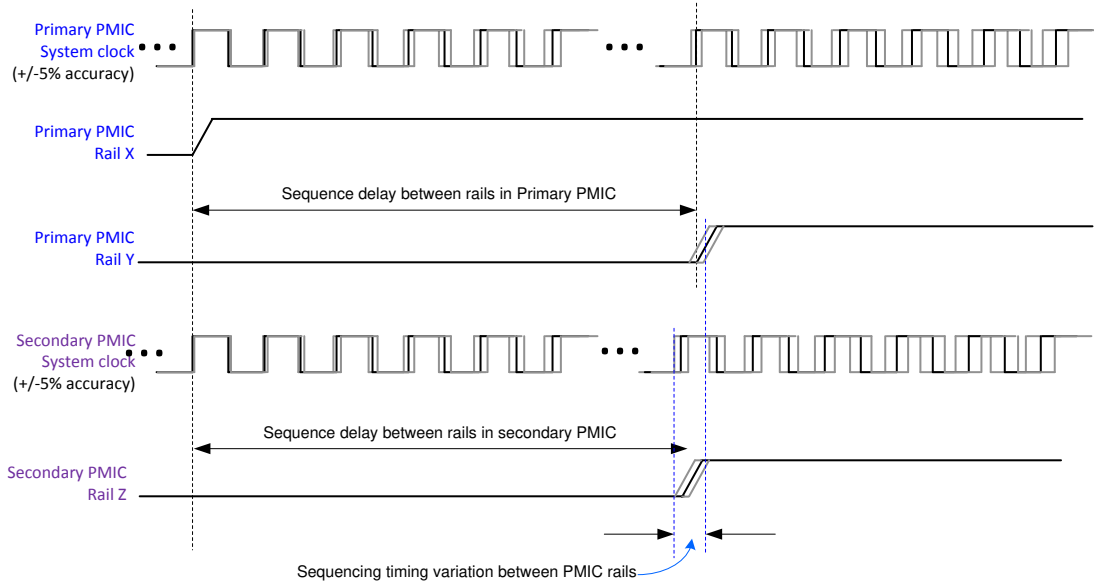 Primary PMIC
System clock
(+/-5% accuracy)
Primary PMIC
Rail X
Sequence delay between rails in Primary PMIC
Primary PMIC
Rail Y
Secondary PMIC
System clock
(+/-5% accuracy)
Sequence delay between rails in secondary PMIC
Secondary PMIC
Rail Z
Sequencing timing variation between PMIC rails